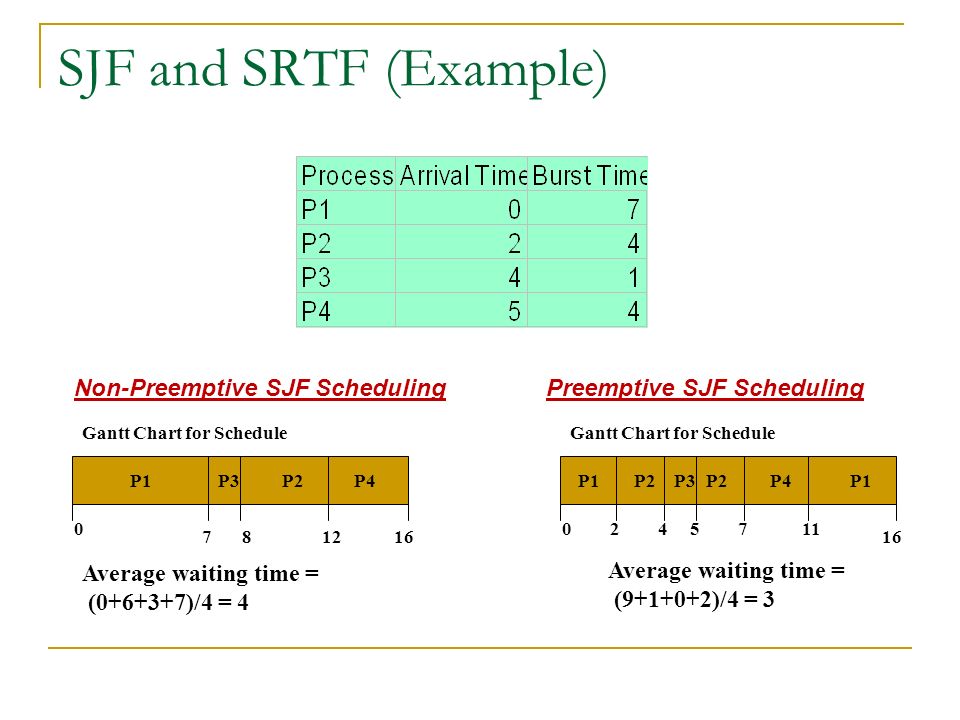 SJF and SRTF (Example)
Process Arrival Time Burst Time
P1 0 7
P2 2 4
P3 4 1
P4 5 4
Non-Preemptive SJF Scheduling
Gantt Chart for Schedule
P1 P3 P2 P4
0 7 8 12 16
Average waiting time =
(0+6+3+7)/4 = 4
Preemptive SJF Scheduling
Gantt Chart for Schedule
P1 P2 P3 P2 P4 P1
0 2 4 5 7 11 16
Average waiting time =
(9+1+0+2)/4 = 3